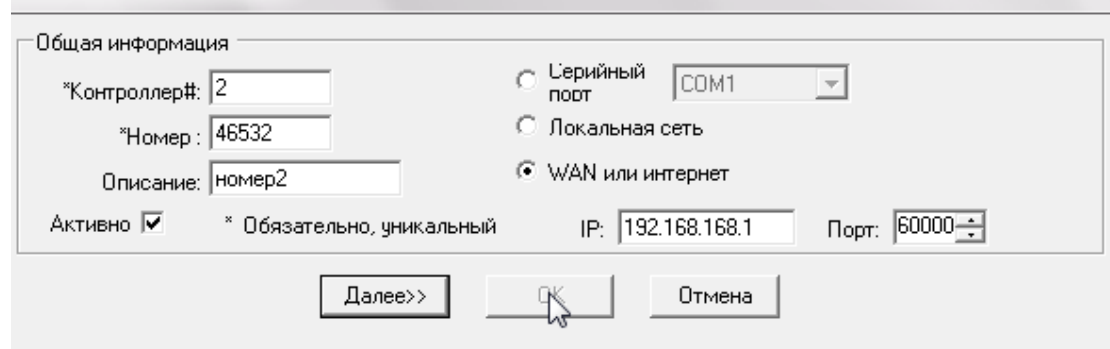 Общая информация
*Контроллер#: 2
Серийный порт COM1
*Номер : 46532
Локальная сеть
Описание: номер2
WAN или интернет
Активно * Обязательно, уникальный IP: 192.168.168.1 Порт: 60000
Далее>> OK Отмена